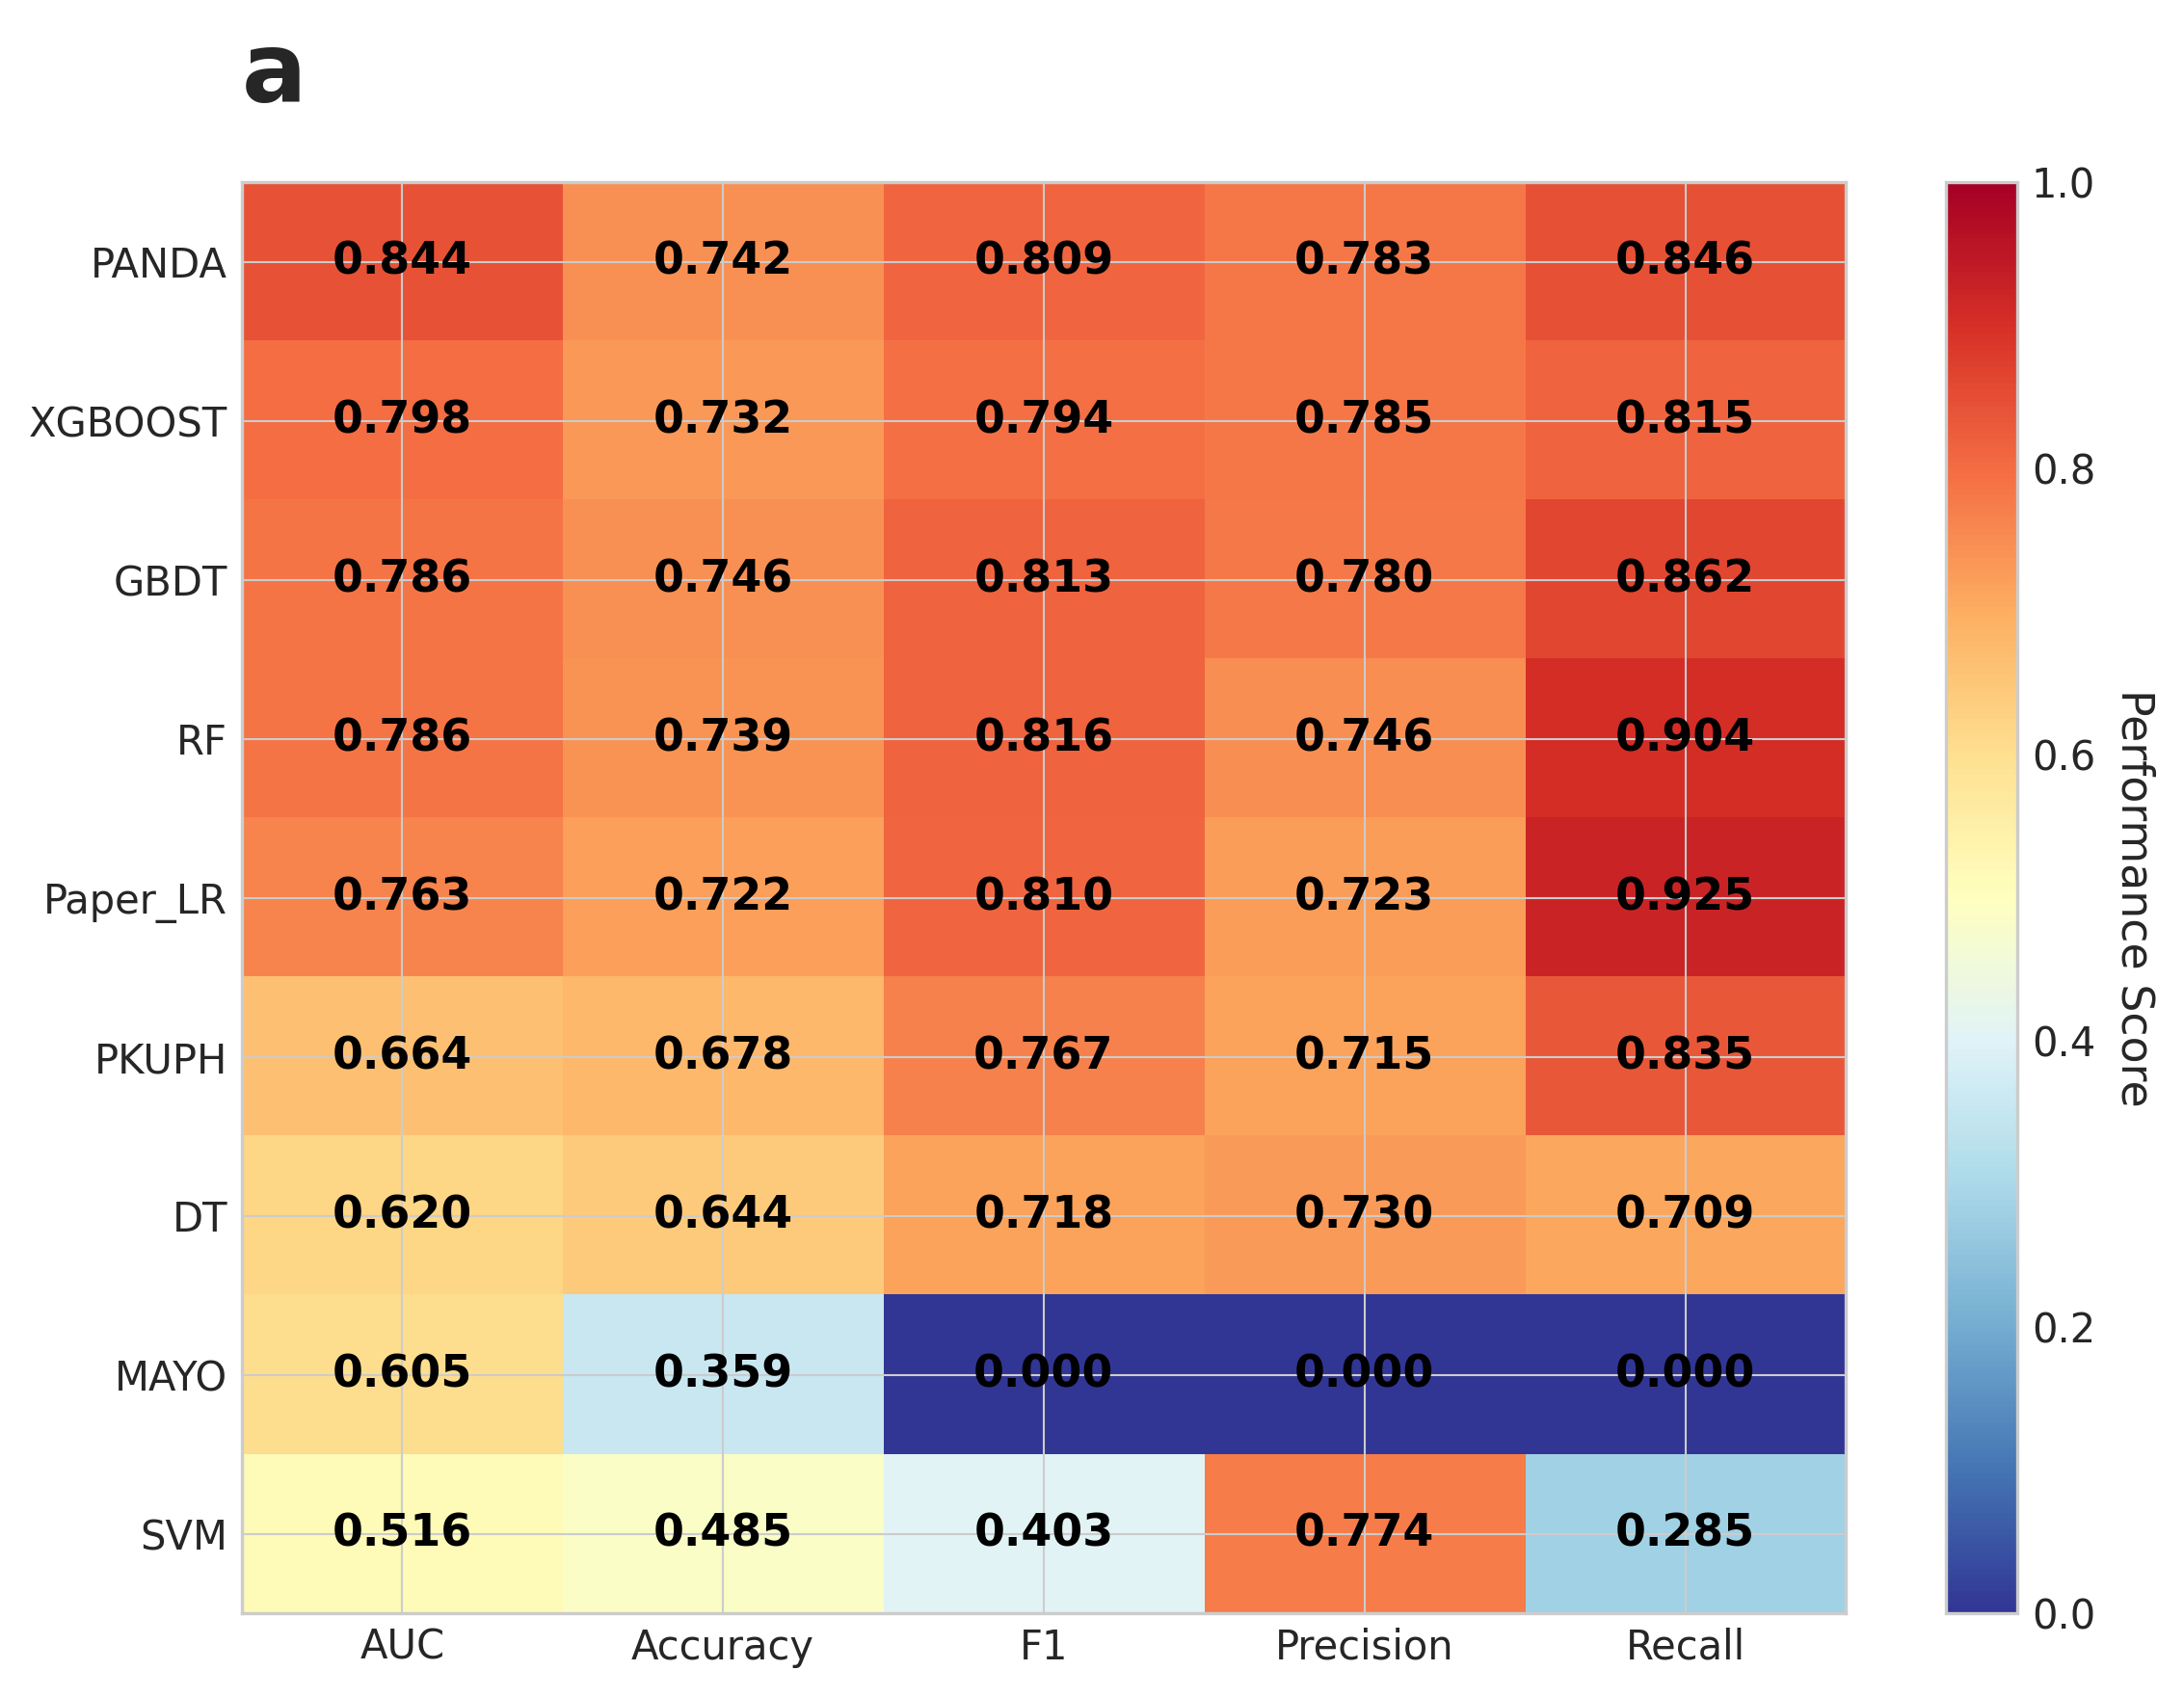 a
PANDA 0.844 0.742 0.809 0.783 0.846
XGBOOST 0.798 0.732 0.794 0.785 0.815
GBDT 0.786 0.746 0.813 0.780 0.862
RF 0.786 0.739 0.816 0.746 0.904
Paper_LR 0.763 0.722 0.810 0.723 0.925
PKUPH 0.664 0.678 0.767 0.715 0.835
DT 0.620 0.644 0.718 0.730 0.709
MAYO 0.605 0.359 0.000 0.000 0.000
SVM 0.516 0.485 0.403 0.774 0.285
AUC Accuracy F1 Precision Recall
1.0
0.8
0.6
0.4
0.2
0.0
Performance Score